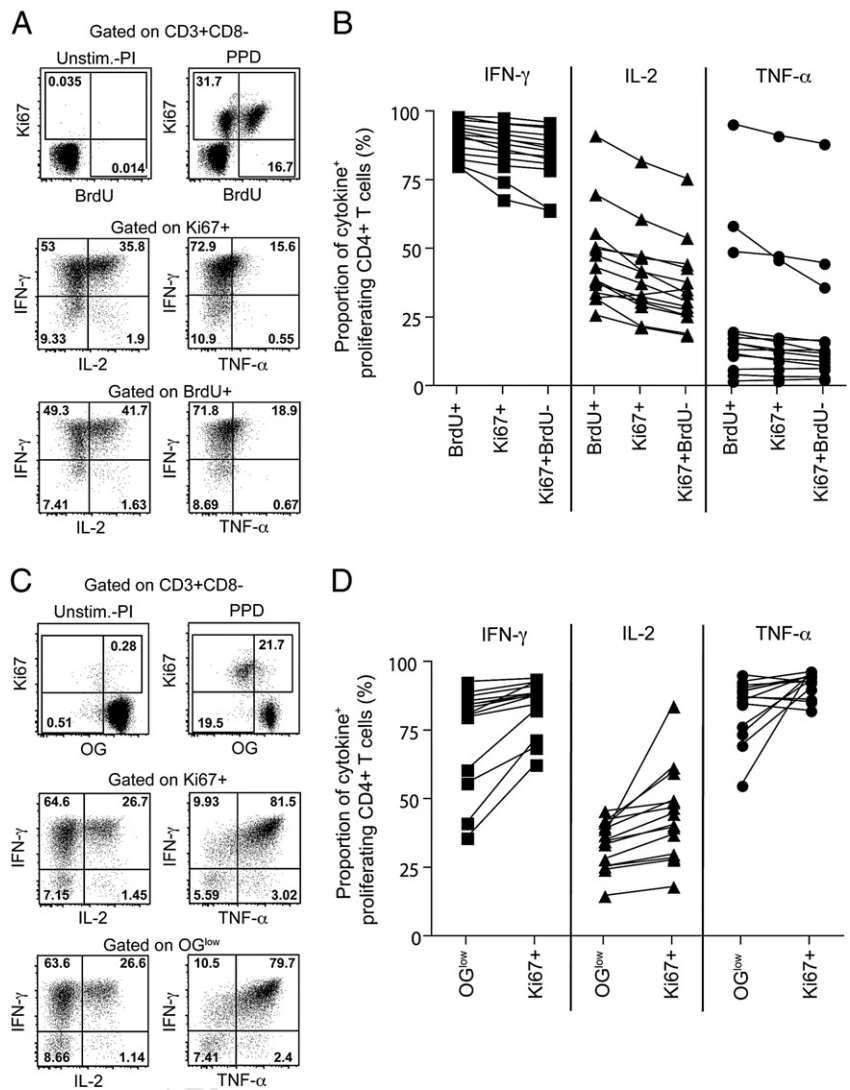 A
Gated on CD3+CD8-
Unstim.-PI PPD
0.035 31.7
Ki67 Ki67
0.014 16.7
BrdU BrdU
Gated on Ki67+
53 35.8 72.9 15.6
IFN-γ IFN-γ
9.33 1.9 10.9 0.55
IL-2 TNF-α
Gated on BrdU+
49.3 41.7 71.8 18.9
IFN-γ IFN-γ
7.41 1.63 8.69 0.67
IL-2 TNF-α
B
IFN-γ IL-2 TNF-α
Proportion of cytokine⁺
proliferating CD4+ T cells (%)
100
75
50
25
0
BrdU+ Ki67+ Ki67+BrdU- BrdU+ Ki67+ Ki67+BrdU- BrdU+ Ki67+ Ki67+BrdU-
C
Gated on CD3+CD8-
Unstim.-PI PPD
0.28 21.7
Ki67 Ki67
0.51 19.5
OG OG
Gated on Ki67+
64.6 26.7 9.93 81.5
IFN-γ IFN-γ
7.15 1.45 5.59 3.02
IL-2 TNF-α
Gated on OGˡᵒʷ
63.6 26.6 10.5 79.7
IFN-γ IFN-γ
8.66 1.14 7.41 2.4
IL-2 TNF-α
D
IFN-γ IL-2 TNF-α
Proportion of cytokine⁺
proliferating CD4+ T cells (%)
100
75
50
25
0
OGˡᵒʷ Ki67+ OGˡᵒʷ Ki67+ OGˡᵒʷ Ki67+